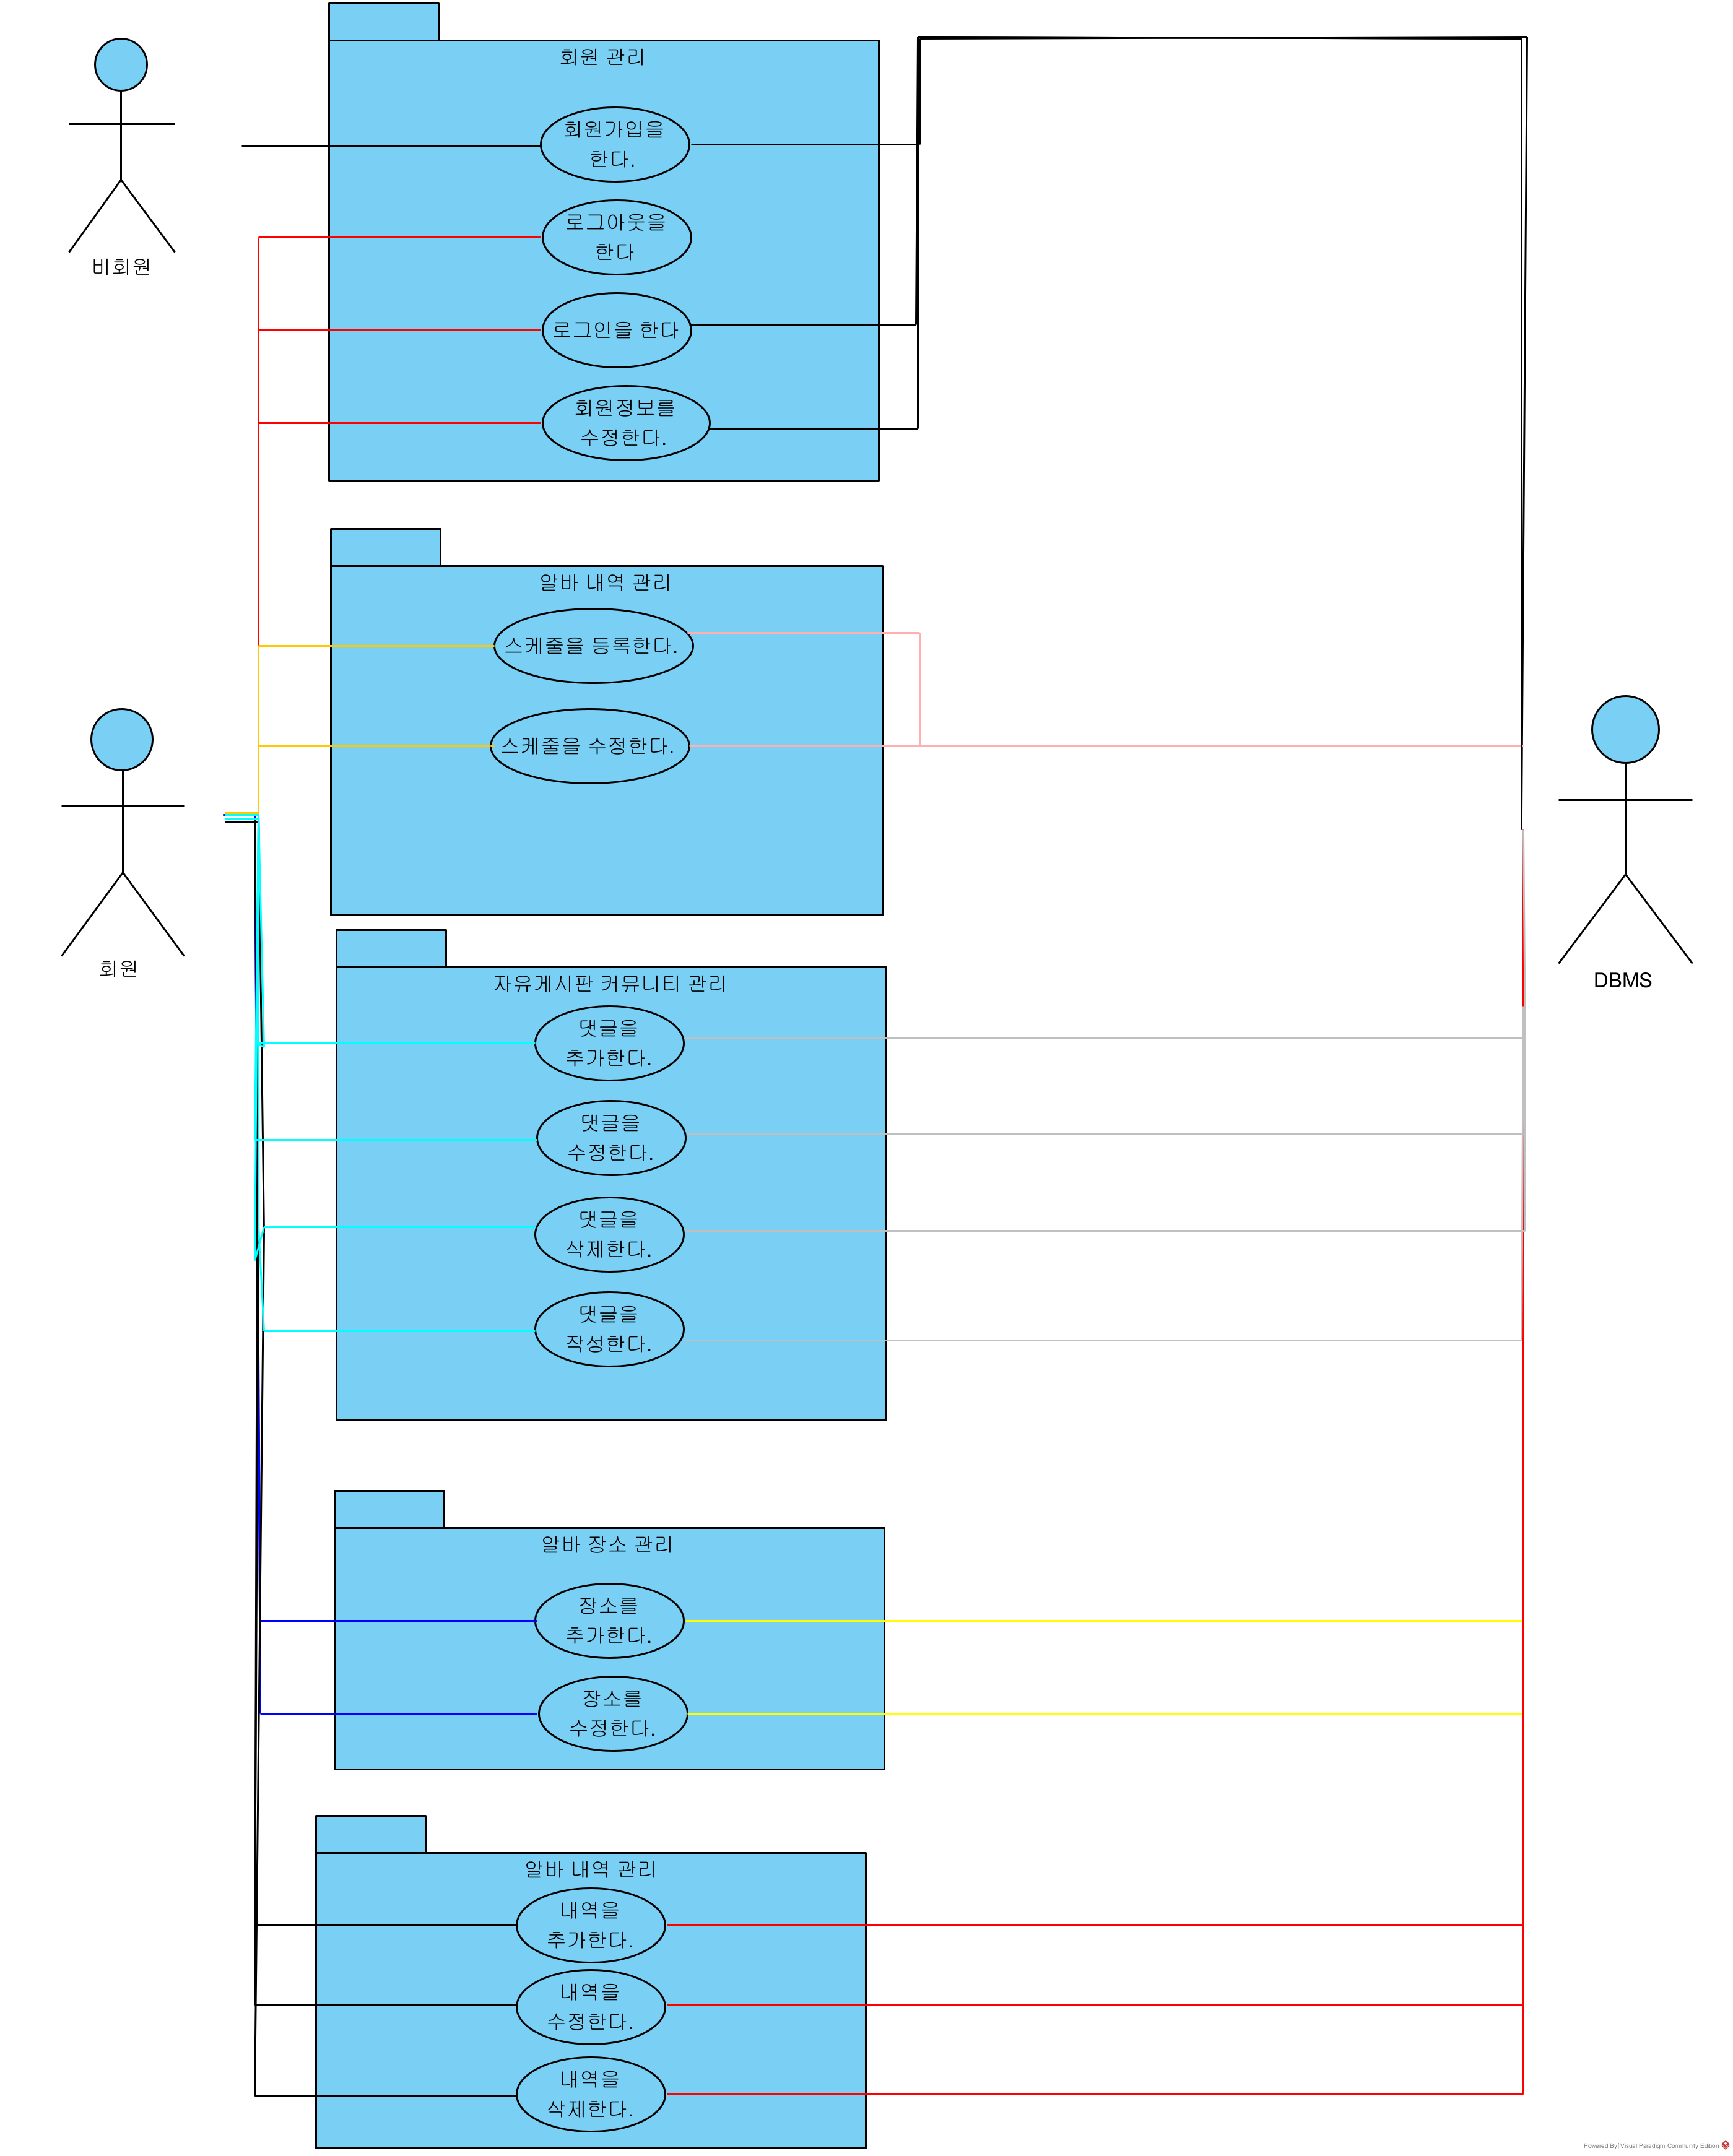 회원 관리
회원가입을
한다.
로그아웃을
한다
비회원
로그인을 한다
회원정보를
수정한다.
알바 내역 관리
스케줄을 등록한다.
스케줄을 수정한다.
회원
DBMS
자유게시판 커뮤니티 관리
댓글을
추가한다.
댓글을
수정한다.
댓글을
삭제한다.
댓글을
작성한다.
알바 장소 관리
장소를
추가한다.
장소를
수정한다.
알바 내역 관리
내역을
추가한다.
내역을
수정한다.
내역을
삭제한다.
Powered By Visual Paradigm Community Edition